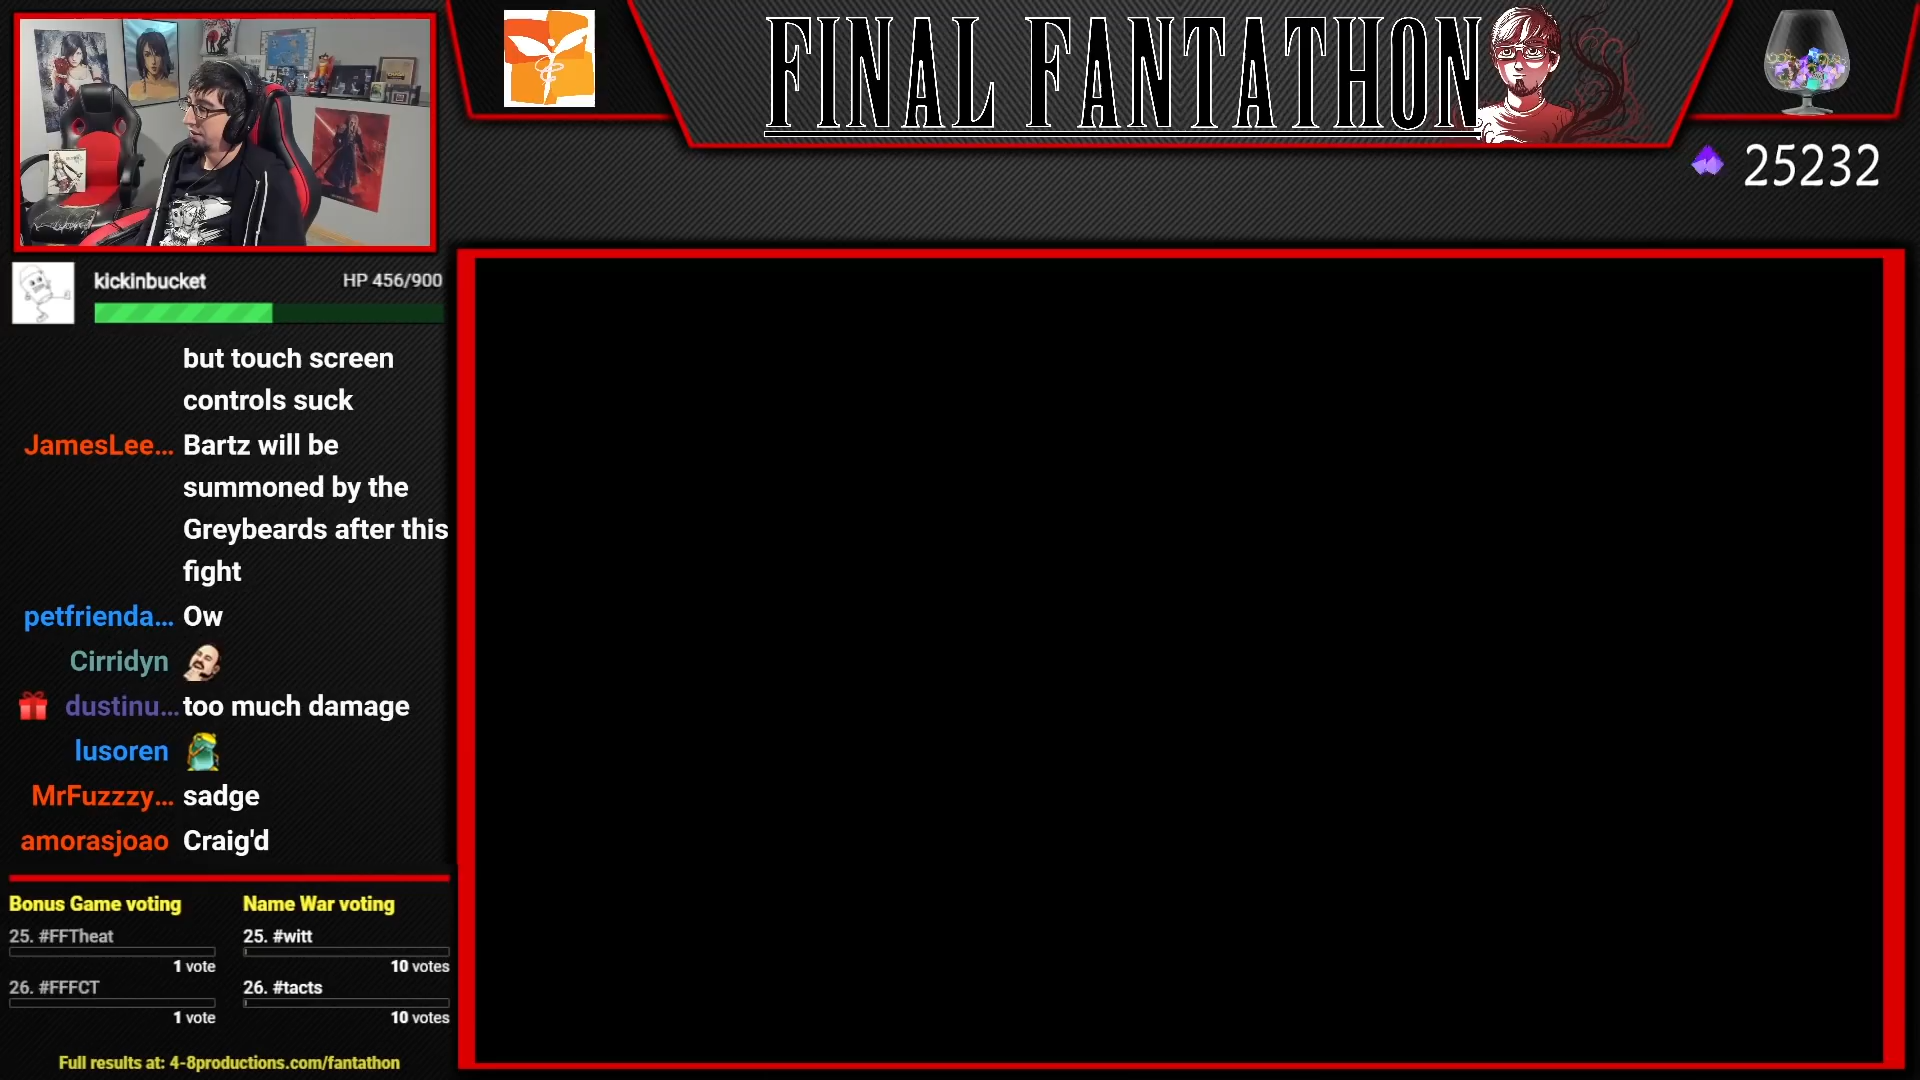 FINAL FANTATHON
25232
kickinbucket HP 456/900
but touch screen
controls suck
JamesLee... Bartz will be
summoned by the
Greybeards after this
fight
petfrienda... Ow
Cirridyn
dustinu... too much damage
lusoren
MrFuzzzy... sadge
amorasjoao Craig'd
Bonus Game voting
25. #FFTheat
1 vote
26. #FFFCT
1 vote
Name War voting
25. #witt
10 votes
26. #tacts
10 votes
Full results at: 4-8productions.com/fantathon